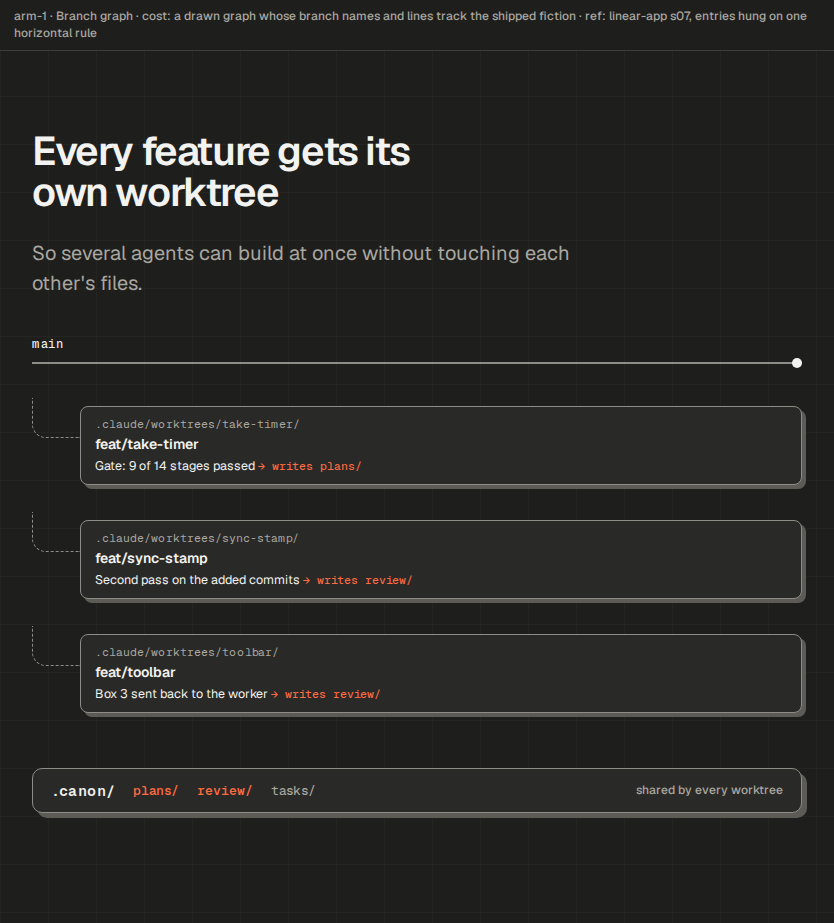 arm-1 · Branch graph · cost: a drawn graph whose branch names and lines track the shipped fiction · ref: linear-app s07, entries hung on one
horizontal rule
Every feature gets its
own worktree
So several agents can build at once without touching each
other's files.
main
.claude/worktrees/take-timer/
feat/take-timer
Gate: 9 of 14 stages passed → writes plans/
.claude/worktrees/sync-stamp/
feat/sync-stamp
Second pass on the added commits → writes review/
.claude/worktrees/toolbar/
feat/toolbar
Box 3 sent back to the worker → writes review/
.canon/ plans/ review/ tasks/ shared by every worktree